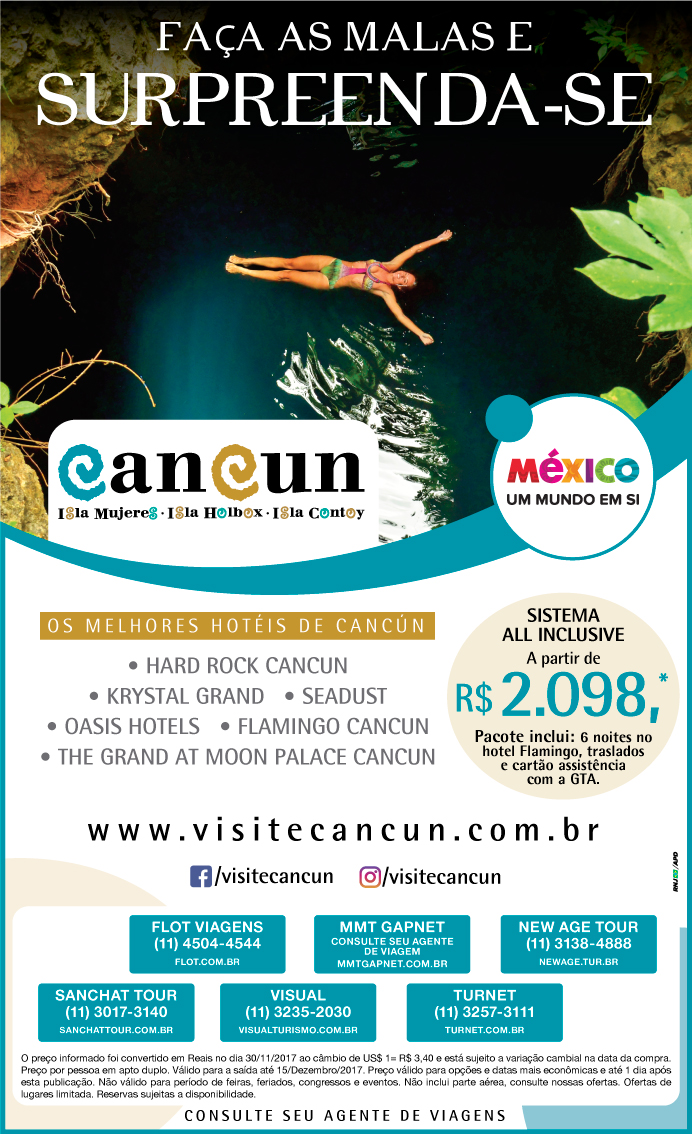 FAÇA AS MALAS E
SURPREENDA-SE
cancun
Isla Mujeres · Isla Holbox · Isla Contoy
méxico
UM MUNDO EM SI
OS MELHORES HOTÉIS DE CANCÚN
• HARD ROCK CANCUN
• KRYSTAL GRAND • SEADUST
• OASIS HOTELS • FLAMINGO CANCUN
• THE GRAND AT MOON PALACE CANCUN
SISTEMA
ALL INCLUSIVE
A partir de
R$ 2.098,*
Pacote inclui: 6 noites no
hotel Flamingo, traslados
e cartão assistência
com a GTA.
www.visitecancun.com.br
/visitecancun /visitecancun
FLOT VIAGENS
(11) 4504-4544
FLOT.COM.BR
MMT GAPNET
CONSULTE SEU AGENTE
DE VIAGEM
MMTGAPNET.COM.BR
NEW AGE TOUR
(11) 3138-4888
NEWAGE.TUR.BR
SANCHAT TOUR
(11) 3017-3140
SANCHATTOUR.COM.BR
VISUAL
(11) 3235-2030
VISUALTURISMO.COM.BR
TURNET
(11) 3257-3111
TURNET.COM.BR
O preço informado foi convertido em Reais no dia 30/11/2017 ao câmbio de US$ 1= R$ 3,40 e está sujeito a variação cambial na data da compra.
Preço por pessoa em apto duplo. Válido para a saída até 15/Dezembro/2017. Preço válido para opções e datas mais econômicas e até 1 dia após
esta publicação. Não válido para período de feiras, feriados, congressos e eventos. Não inclui parte aérea, consulte nossas ofertas. Ofertas de
lugares limitada. Reservas sujeitas a disponibilidade.
CONSULTE SEU AGENTE DE VIAGENS